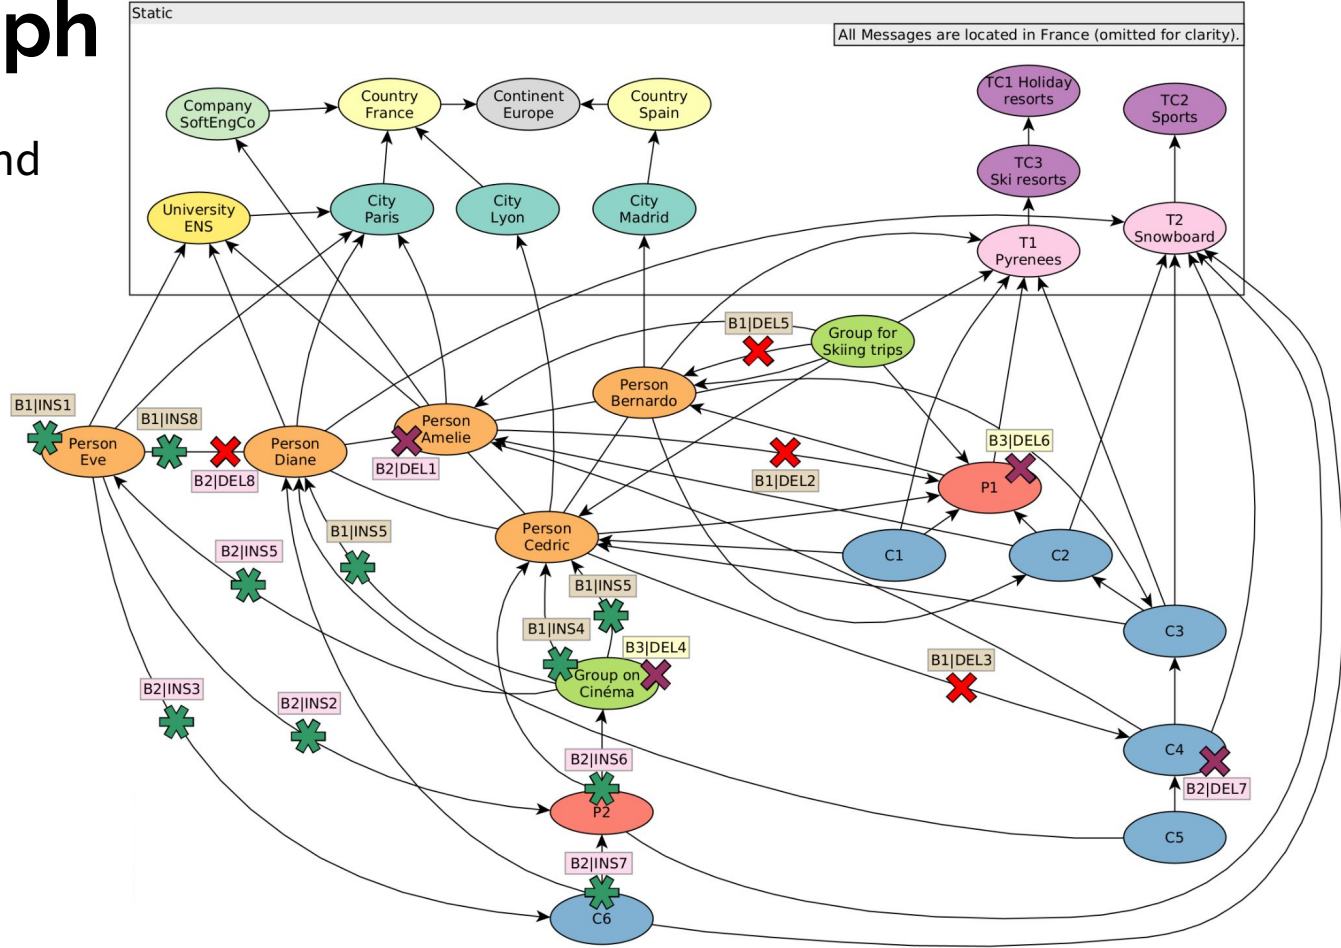 ph
nd
Static
All Messages are located in France (omitted for clarity).
Company
SoftEngCo
Country
France
Continent
Europe
Country
Spain
TC1 Holiday
resorts
TC2
Sports
TC3
Ski resorts
University
ENS
City
Paris
City
Lyon
City
Madrid
T1
Pyrenees
T2
Snowboard
B1|DEL5
Group for
Skiing trips
Person
Bernardo
B1|INS1
Person
Eve
B1|INS8
B2|DEL8
Person
Diane
Person
Amelie
B2|DEL1
B1|DEL2
B3|DEL6
P1
B1|INS5
B2|INS5
Person
Cedric
C1
C2
B1|INS5
B1|INS4
B3|DEL4
Group on
Cinéma
C3
B1|DEL3
B2|INS3
B2|INS2
B2|INS6
P2
C4
B2|DEL7
C5
B2|INS7
C6